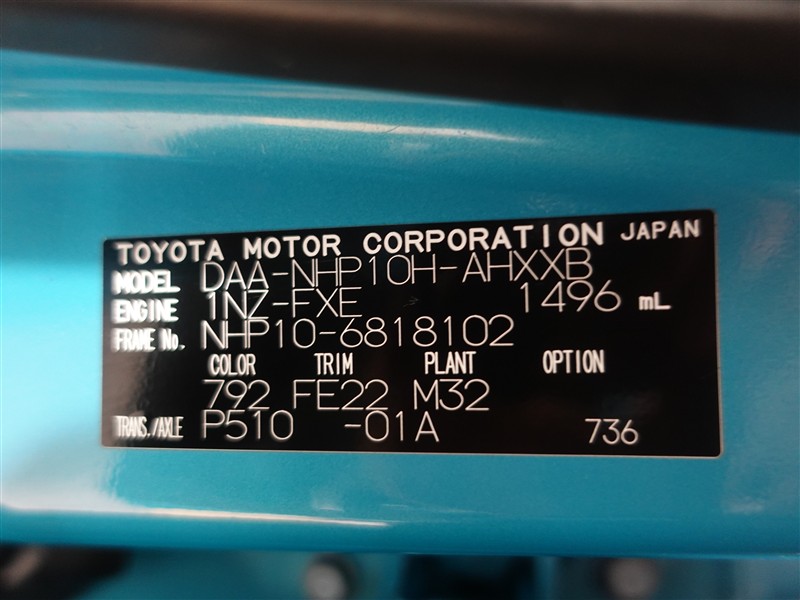 TOYOTA MOTOR CORPORATION JAPAN
MODEL DAA-NHP10H-AHXXB
ENGINE 1NZ-FXE 1496 mL
FRAME No. NHP10-6818102
COLOR TRIM PLANT OPTION
792 FE22 M32
TRANS./AXLE P510 -01A 736